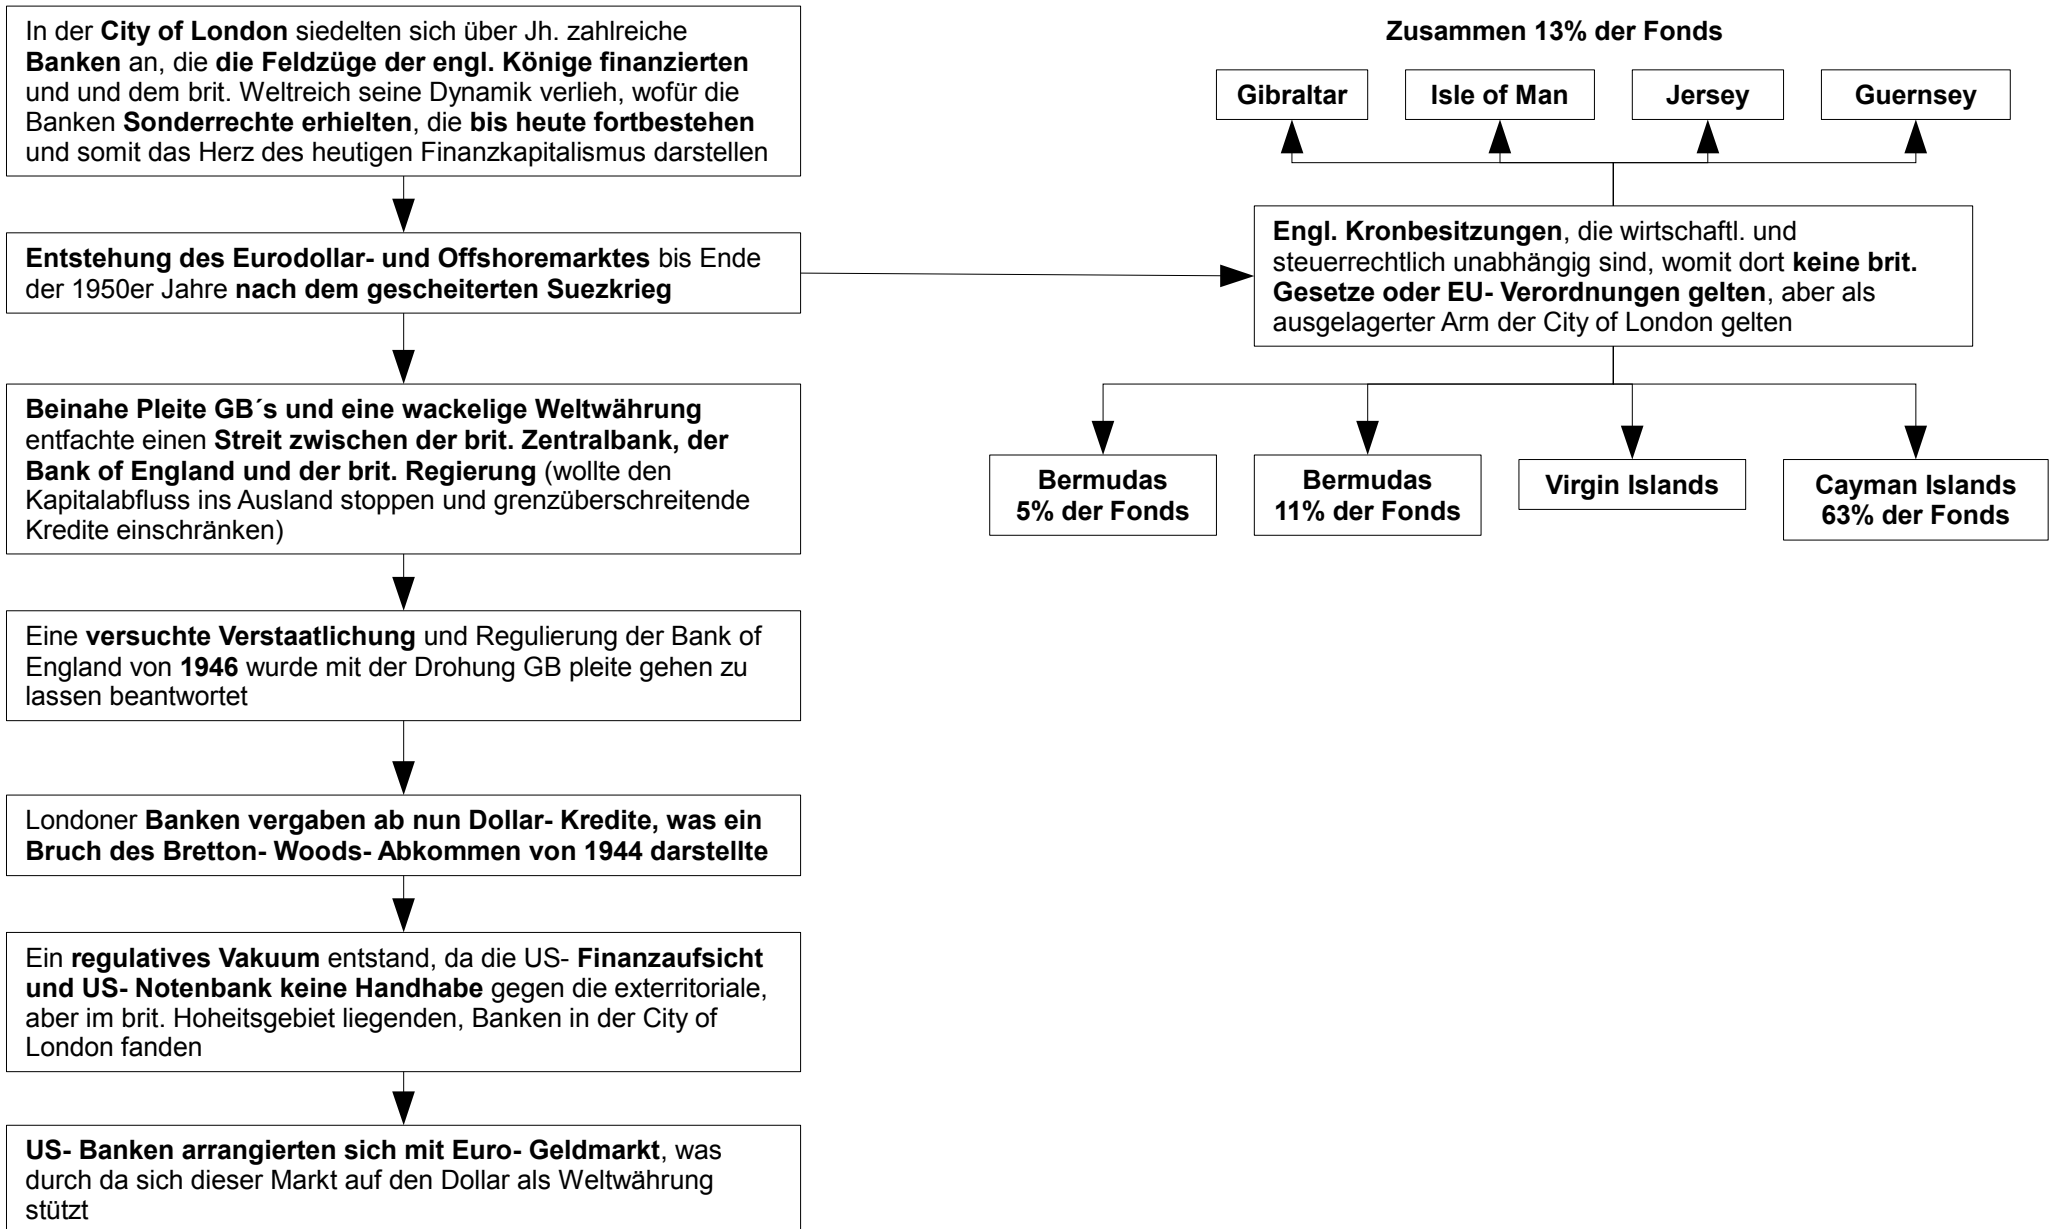 In der City of London siedelten sich über Jh. zahlreiche
Banken an, die die Feldzüge der engl. Könige finanzierten
und und dem brit. Weltreich seine Dynamik verlieh, wofür die
Banken Sonderrechte erhielten, die bis heute fortbestehen
und somit das Herz des heutigen Finanzkapitalismus darstellen
Entstehung des Eurodollar- und Offshoremarktes bis Ende
der 1950er Jahre nach dem gescheiterten Suezkrieg
Beinahe Pleite GB´s und eine wackelige Weltwährung
entfachte einen Streit zwischen der brit. Zentralbank, der
Bank of England und der brit. Regierung (wollte den
Kapitalabfluss ins Ausland stoppen und grenzüberschreitende
Kredite einschränken)
Eine versuchte Verstaatlichung und Regulierung der Bank of
England von 1946 wurde mit der Drohung GB pleite gehen zu
lassen beantwortet
Londoner Banken vergaben ab nun Dollar- Kredite, was ein
Bruch des Bretton- Woods- Abkommen von 1944 darstellte
Ein regulatives Vakuum entstand, da die US- Finanzaufsicht
und US- Notenbank keine Handhabe gegen die exterritoriale,
aber im brit. Hoheitsgebiet liegenden, Banken in der City of
London fanden
US- Banken arrangierten sich mit Euro- Geldmarkt, was
durch da sich dieser Markt auf den Dollar als Weltwährung
stützt
Zusammen 13% der Fonds
Gibraltar
Isle of Man
Jersey
Guernsey
Engl. Kronbesitzungen, die wirtschaftl. und
steuerrechtlich unabhängig sind, womit dort keine brit.
Gesetze oder EU- Verordnungen gelten, aber als
ausgelagerter Arm der City of London gelten
Bermudas
5% der Fonds
Bermudas
11% der Fonds
Virgin Islands
Cayman Islands
63% der Fonds